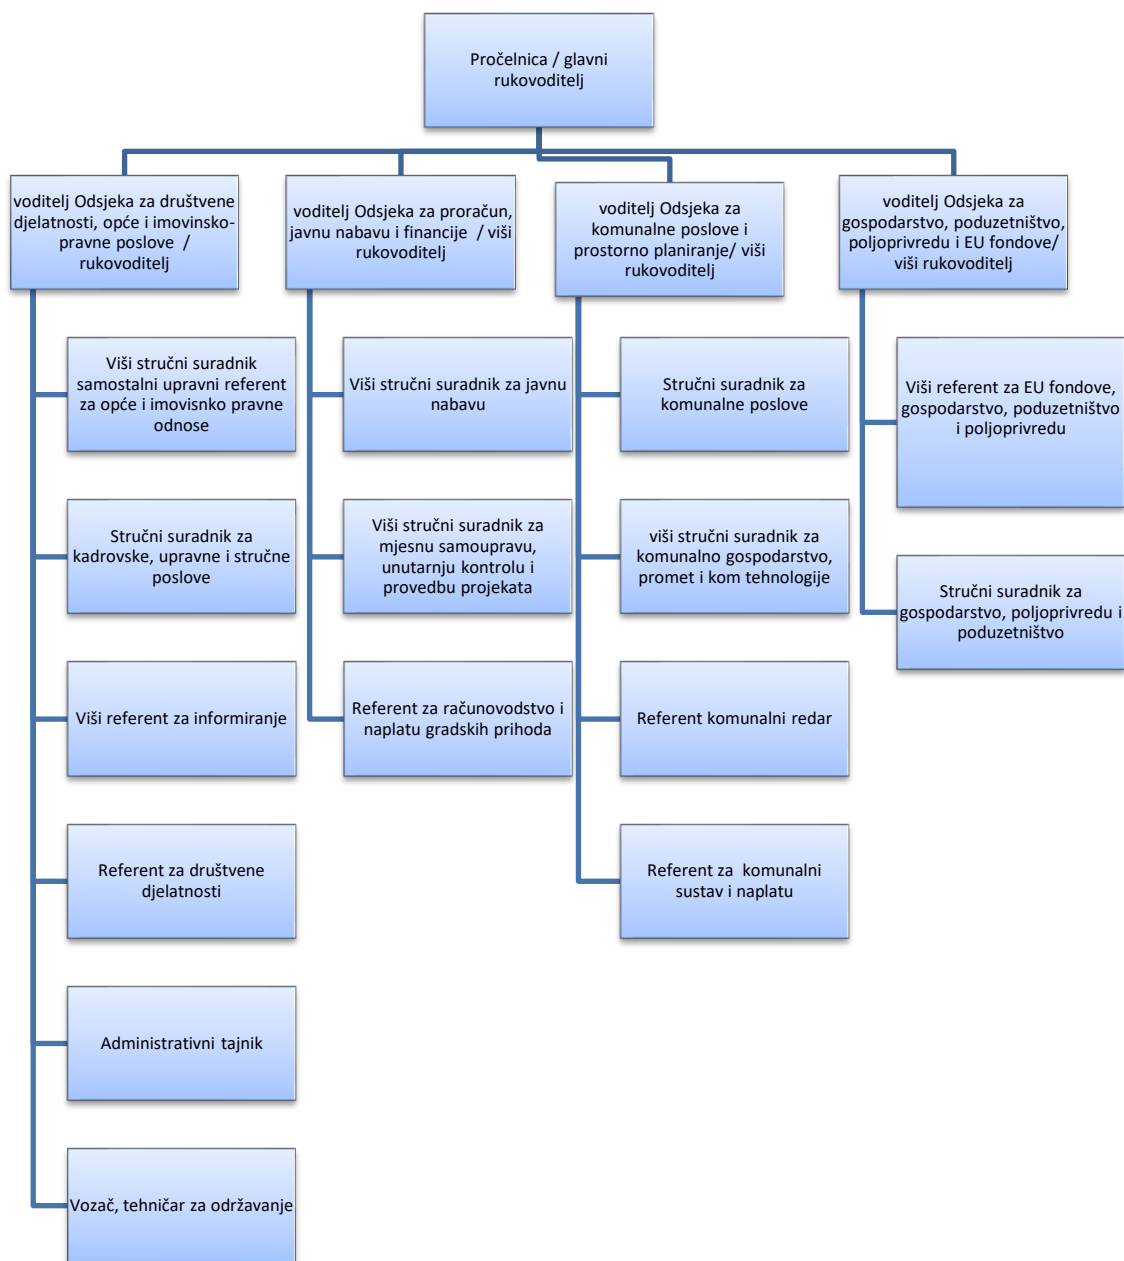 Pročelnica / glavni
rukovoditelj
voditelj Odsjeka za društvene
djelatnosti, opće i imovinsko-
pravne poslove /
rukovoditelj
Viši stručni suradnik
samostalni upravni referent
za opće i imovisnko pravne
odnose
Stručni suradnik za
kadrovske, upravne i stručne
poslove
Viši referent za informiranje
Referent za društvene
djelatnosti
Administrativni tajnik
Vozač, tehničar za održavanje
voditelj Odsjeka za proračun,
javnu nabavu i financije / viši
rukovoditelj
Viši stručni suradnik za javnu
nabavu
Viši stručni suradnik za
mjesnu samoupravu,
unutarnju kontrolu i
provedbu projekata
Referent za računovodstvo i
naplatu gradskih prihoda
voditelj Odsjeka za
komunalne poslove i
prostorno planiranje/ viši
rukovoditelj
Stručni suradnik za
komunalne poslove
viši stručni suradnik za
komunalno gospodarstvo,
promet i kom tehnologije
Referent komunalni redar
Referent za komunalni
sustav i naplatu
voditelj Odsjeka za
gospodarstvo, poduzetništvo,
poljoprivredu i EU fondove/
viši rukovoditelj
Viši referent za EU fondove,
gospodarstvo, poduzetništvo
i poljoprivredu
Stručni suradnik za
gospodarstvo, poljoprivredu i
poduzetništvo